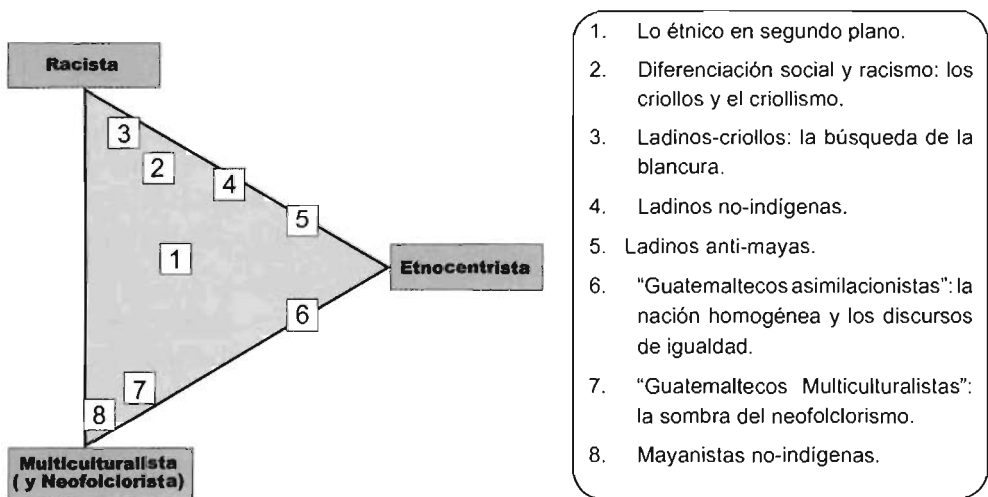 Racista
3
2
4
5
1
Etnocentrista
6
7
8
Multiculturalista
( y Neofolclorista)
1. Lo étnico en segundo plano.
2. Diferenciación social y racismo: los
criollos y el criollismo.
3. Ladinos-criollos: la búsqueda de la
blancura.
4. Ladinos no-indígenas.
5. Ladinos anti-mayas.
6. "Guatemaltecos asimilacionistas": la
nación homogénea y los discursos
de igualdad.
7. "Guatemaltecos Multiculturalistas":
la sombra del neofolclorismo.
8. Mayanistas no-indígenas.